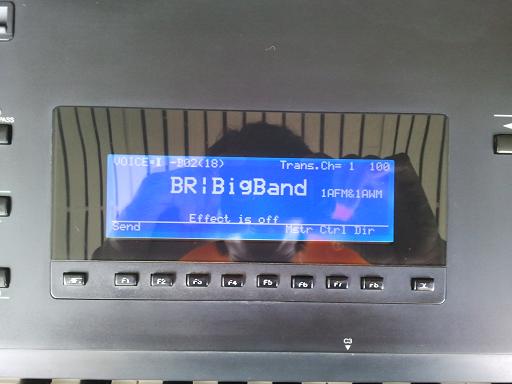 VOICE-I -B02(18) Trans.Ch= 1 100
BR¦BigBand 1AFM&1AWM
Effect is off
Send Mstr Ctrl Dir
F1 F2 F3 F4 F5 F6 F7 F8
C3